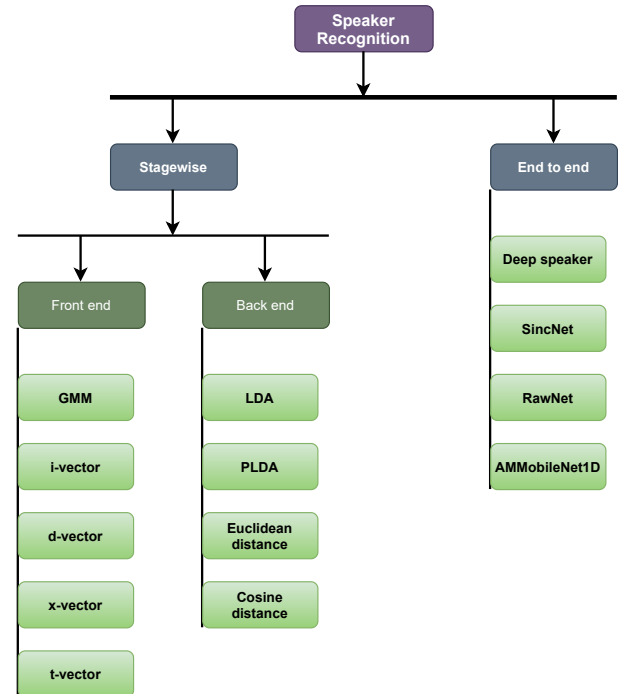 Speaker
Recognition
Stagewise
End to end
Front end
Back end
Deep speaker
SincNet
RawNet
AMMobileNet1D
GMM
i-vector
d-vector
x-vector
t-vector
LDA
PLDA
Euclidean
distance
Cosine
distance